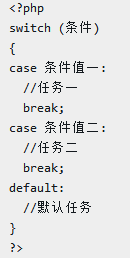 <?php
switch (条件)
{
case 条件值一:
  //任务一
  break;
case 条件值二:
  //任务二
  break;
default:
  //默认任务
}
?>